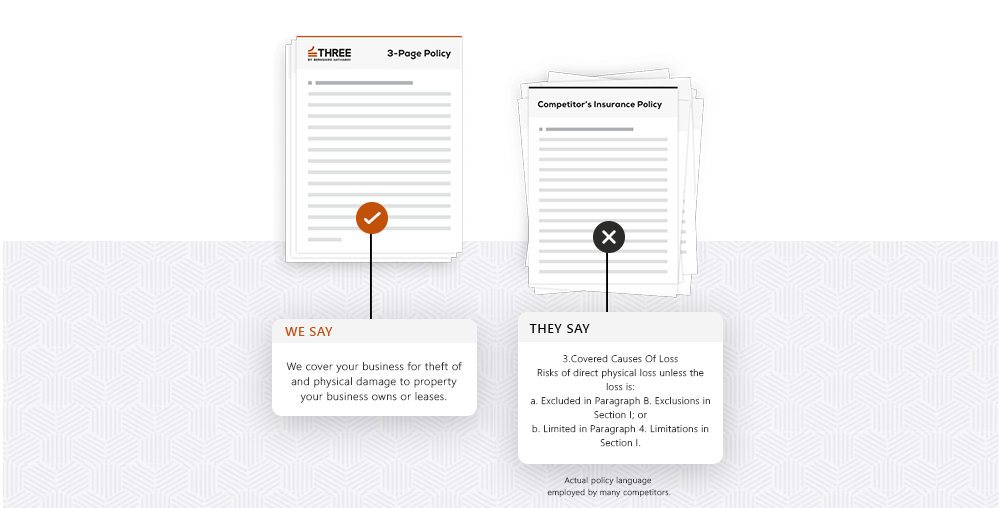 THREE
BY BERKSHIRE HATHAWAY
3-Page Policy
Competitor's Insurance Policy
WE SAY
We cover your business for theft of
and physical damage to property
your business owns or leases.
THEY SAY
3.Covered Causes Of Loss
Risks of direct physical loss unless the
loss is:
a. Excluded in Paragraph B. Exclusions in
Section I; or
b. Limited in Paragraph 4. Limitations in
Section I.
Actual policy language
employed by many competitors.